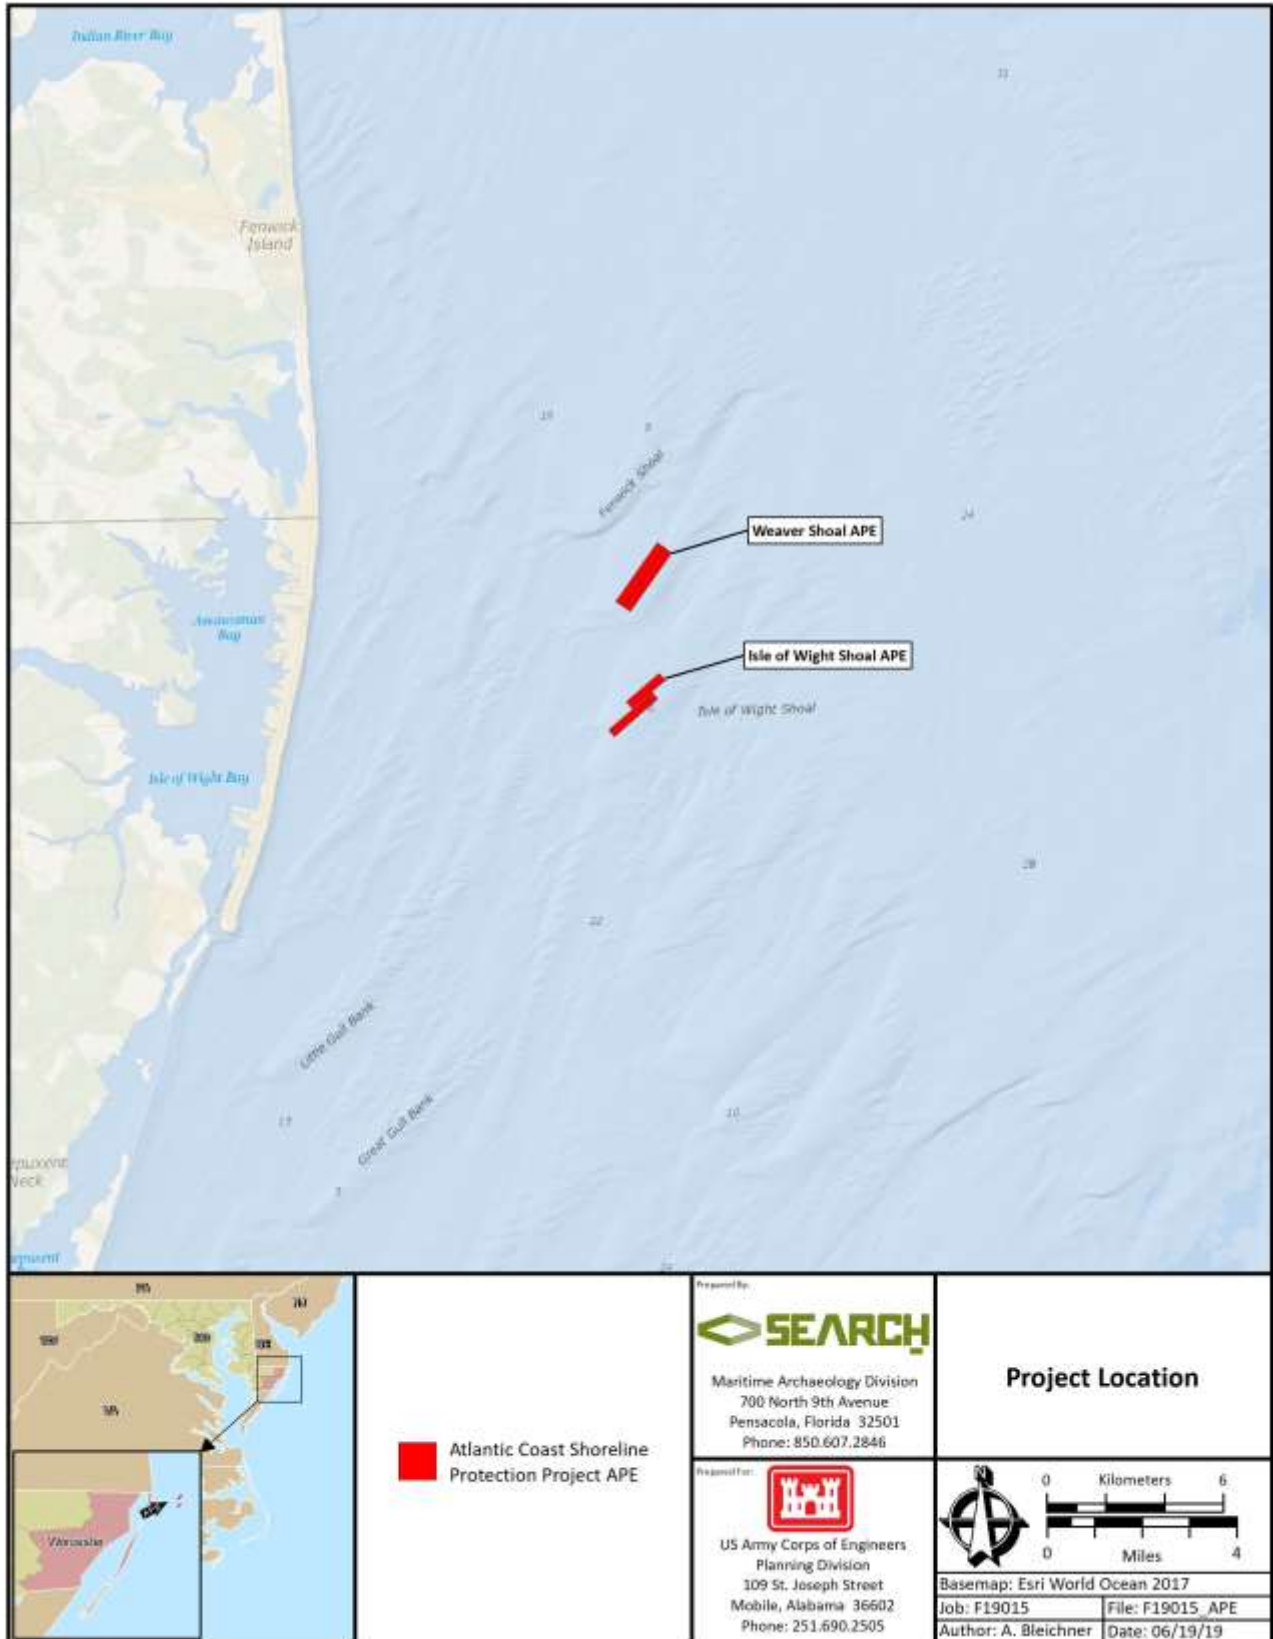 Indian River Bay
Fenwick
Island
Fenwick Shoal
Weaver Shoal APE
Isle of Wight Shoal APE
Isle of Wight Shoal
Assawoman
Bay
Isle of Wight Bay
24
28
22
Little Gull Bank
Great Gull Bank
Neck
VA
Atlantic Coast Shoreline
Protection Project APE
Prepared By:
SEARCH
Maritime Archaeology Division
700 North 9th Avenue
Pensacola, Florida 32501
Phone: 850.607.2846
Prepared For:
US Army Corps of Engineers
Planning Division
109 St. Joseph Street
Mobile, Alabama 36602
Phone: 251.690.2505
Project Location
N
0 Kilometers 6
0 Miles 4
Basemap: Esri World Ocean 2017
Job: F19015
File: F19015_APE
Author: A. Bleichner
Date: 06/19/19